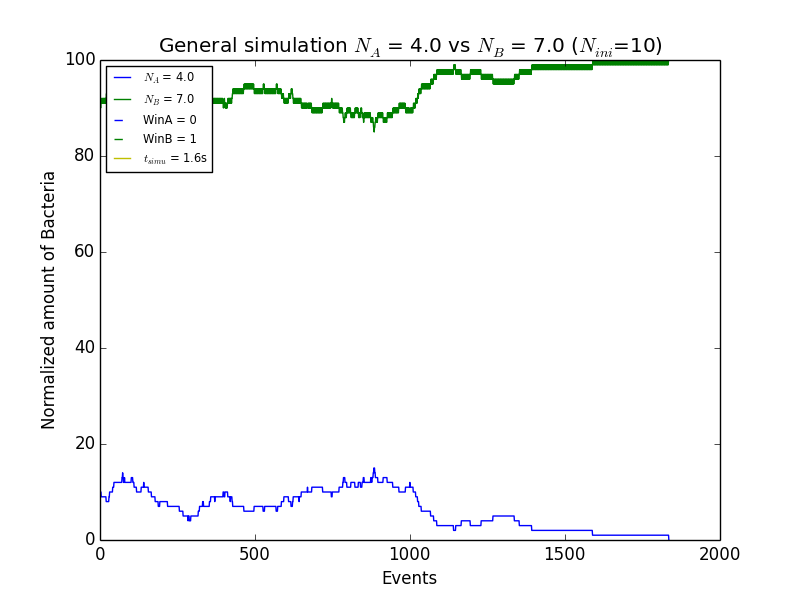 General simulation N_A = 4.0 vs N_B = 7.0 (N_ini=10)
100
80
60
40
20
0
Normalized amount of Bacteria
N_A = 4.0
N_B = 7.0
WinA = 0
WinB = 1
t_simu = 1.6s
0 500 1000 1500 2000
Events